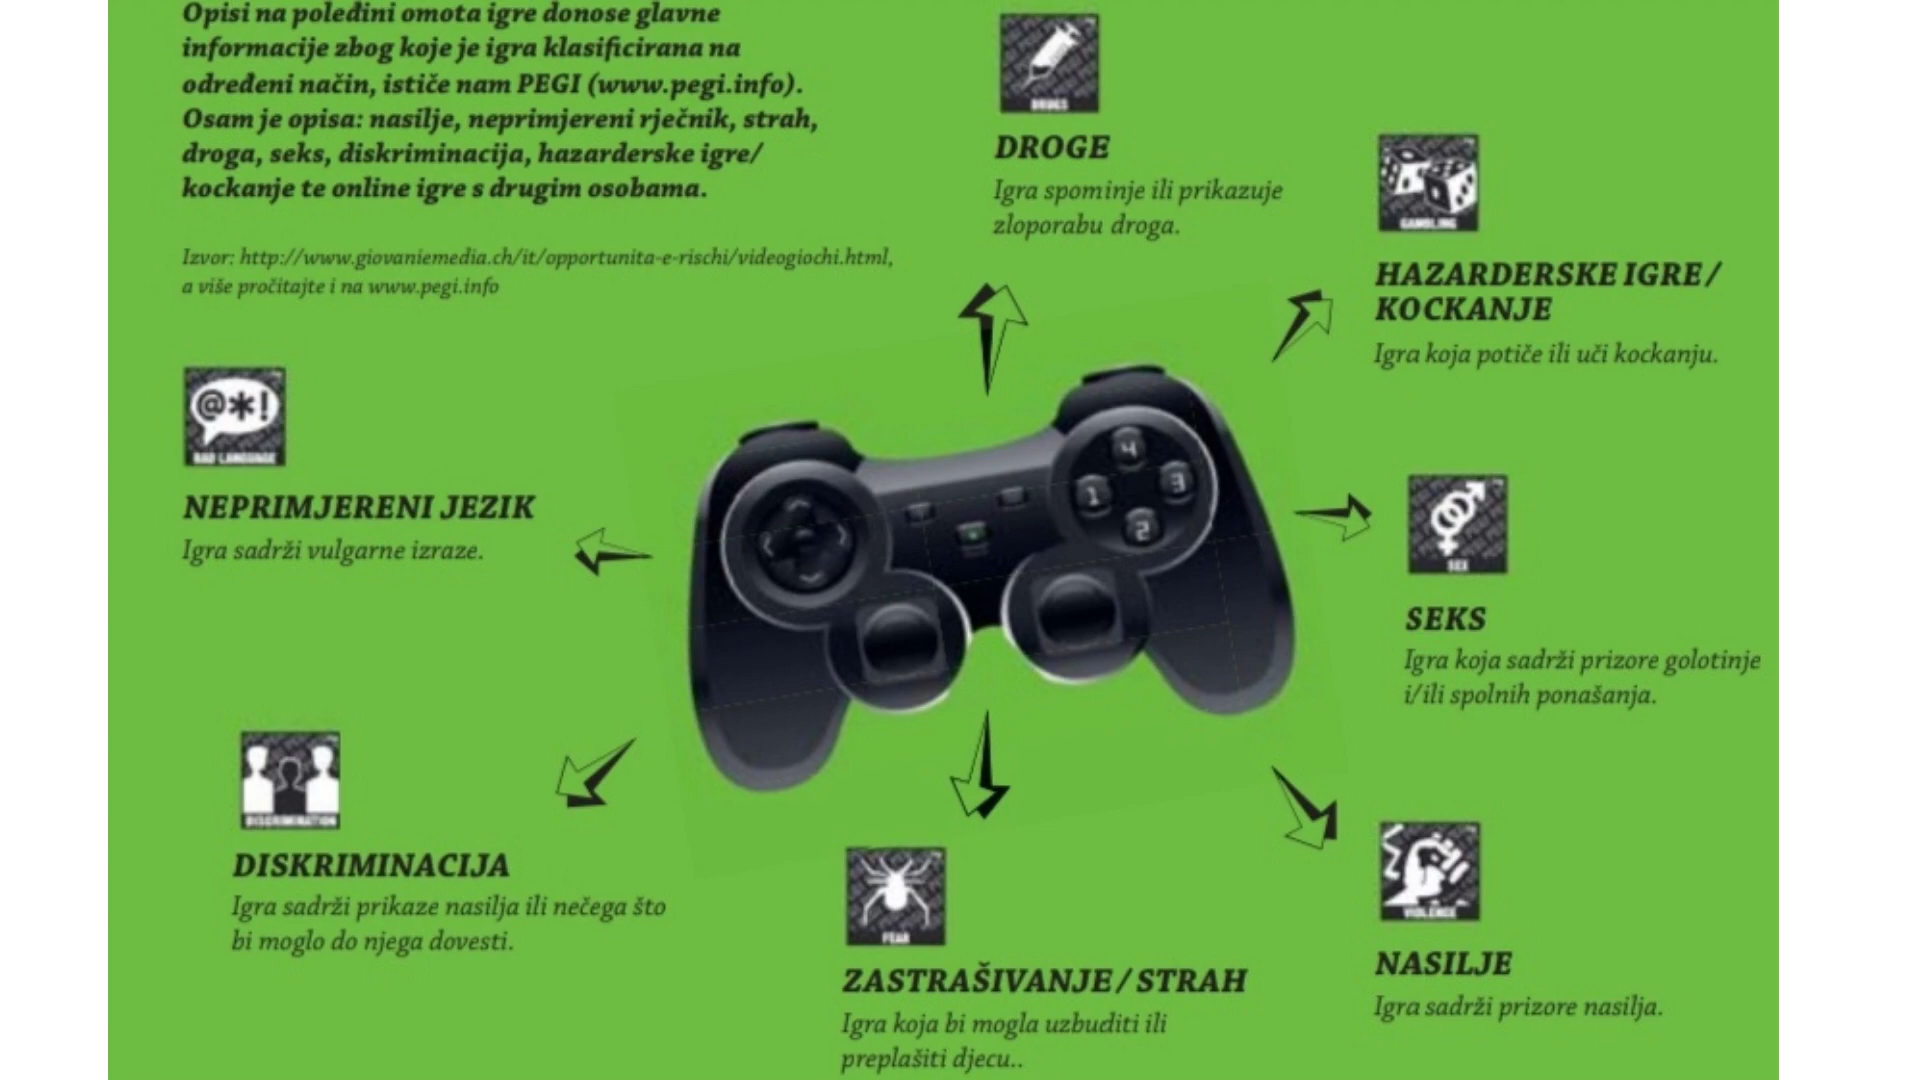 Opisi na poleđini omota igre donose glavne
informacije zbog koje je igra klasificirana na
određeni način, ističe nam PEGI (www.pegi.info).
Osam je opisa: nasilje, neprimjereni rječnik, strah,
droga, seks, diskriminacija, hazarderske igre/
kockanje te online igre s drugim osobama.
Izvor: http://www.giovaniemedia.ch/it/opportunita-e-rischi/videogiochi.html,
a više pročitajte i na www.pegi.info
DRUGS
DROGE
Igra spominje ili prikazuje
zloporabu droga.
GAMBLING
HAZARDERSKE IGRE/
KOCKANJE
Igra koja potiče ili uči kockanju.
@*!
BAD LANGUAGE
NEPRIMJERENI JEZIK
Igra sadrži vulgarne izraze.
4
1
3
2
SEX
SEKS
Igra koja sadrži prizore golotinje
i/ili spolnih ponašanja.
DISCRIMINATION
DISKRIMINACIJA
Igra sadrži prikaze nasilja ili nečega što
bi moglo do njega dovesti.
FEAR
ZASTRAŠIVANJE/STRAH
Igra koja bi mogla uzbuditi ili
preplašiti djecu..
VIOLENCE
NASILJE
Igra sadrži prizore nasilja.